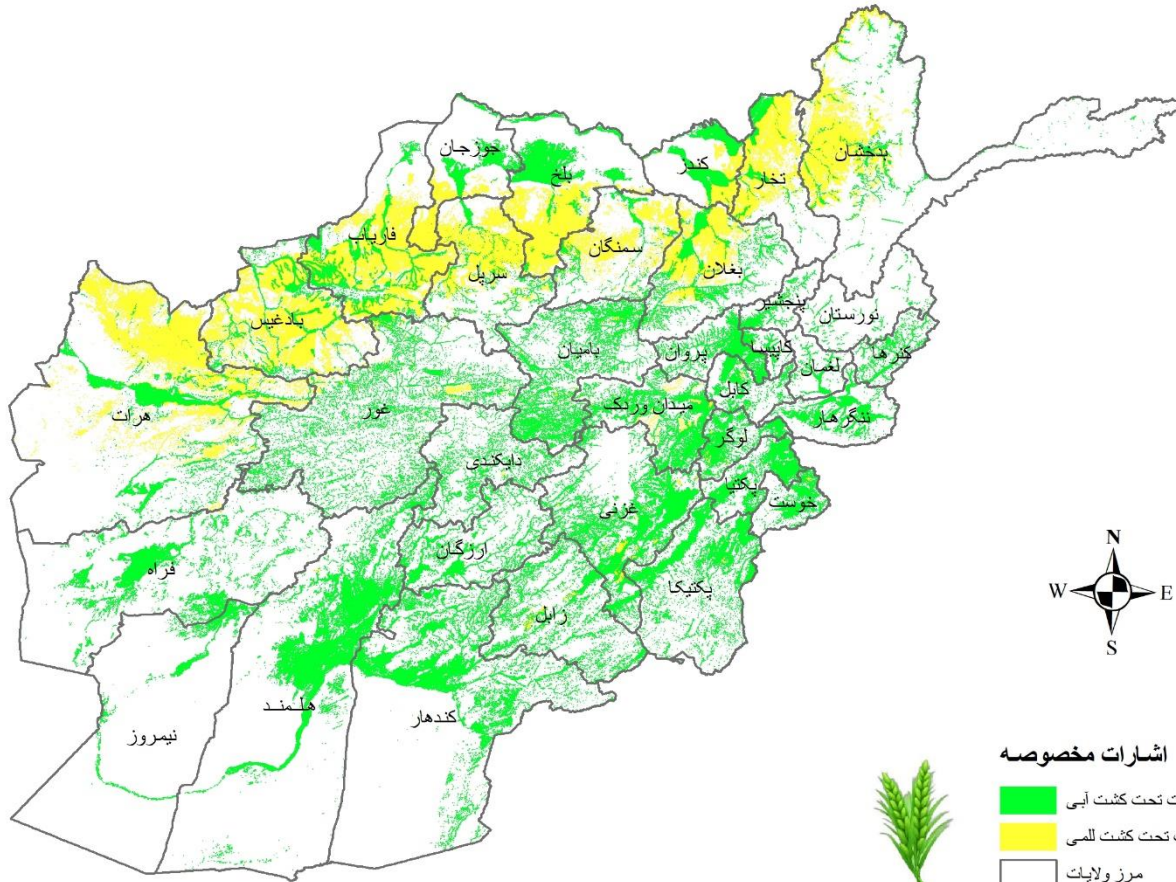 جوزجان
بلخ
کندز
تخار
بدخشان
فاریاب
سرپل
سمنگان
بغلان
بادغیس
پنجشیر
نورستان
بامیان
پروان
کاپیسا
لغمان
کنرها
کابل
هرات
غور
میدان وردک
ننگرهار
لوگر
دایکندی
پکتیا
خوست
غزنی
ارزگان
فراه
زابل
پکتیکا
هلمند
کندهار
نیمروز
N
W E
S
اشارات مخصوصه
ت تحت کشت آبی
ت تحت کشت للمی
مرز ولایات